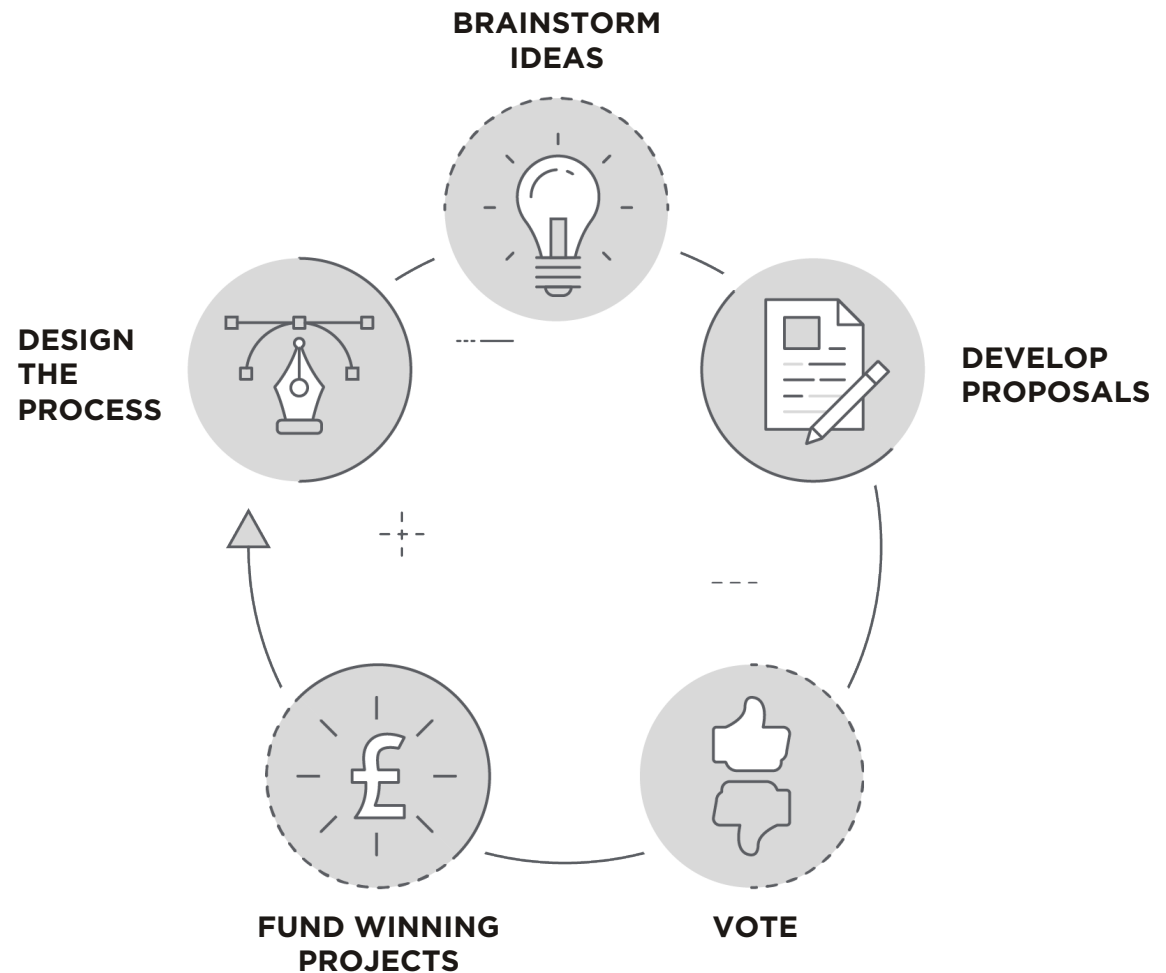 BRAINSTORM
IDEAS
DESIGN
THE
PROCESS
DEVELOP
PROPOSALS
£
FUND WINNING
PROJECTS
VOTE